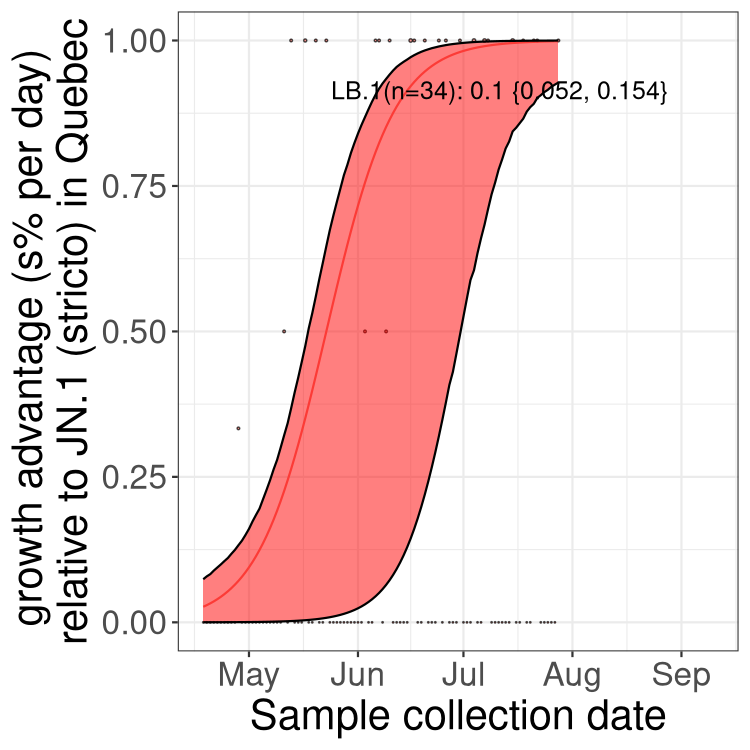 growth advantage (s% per day)
relative to JN.1 (stricto) in Quebec
1.00
0.75
0.50
0.25
0.00
LB.1(n=34): 0.1 {0.052, 0.154}
May Jun Jul Aug Sep
Sample collection date